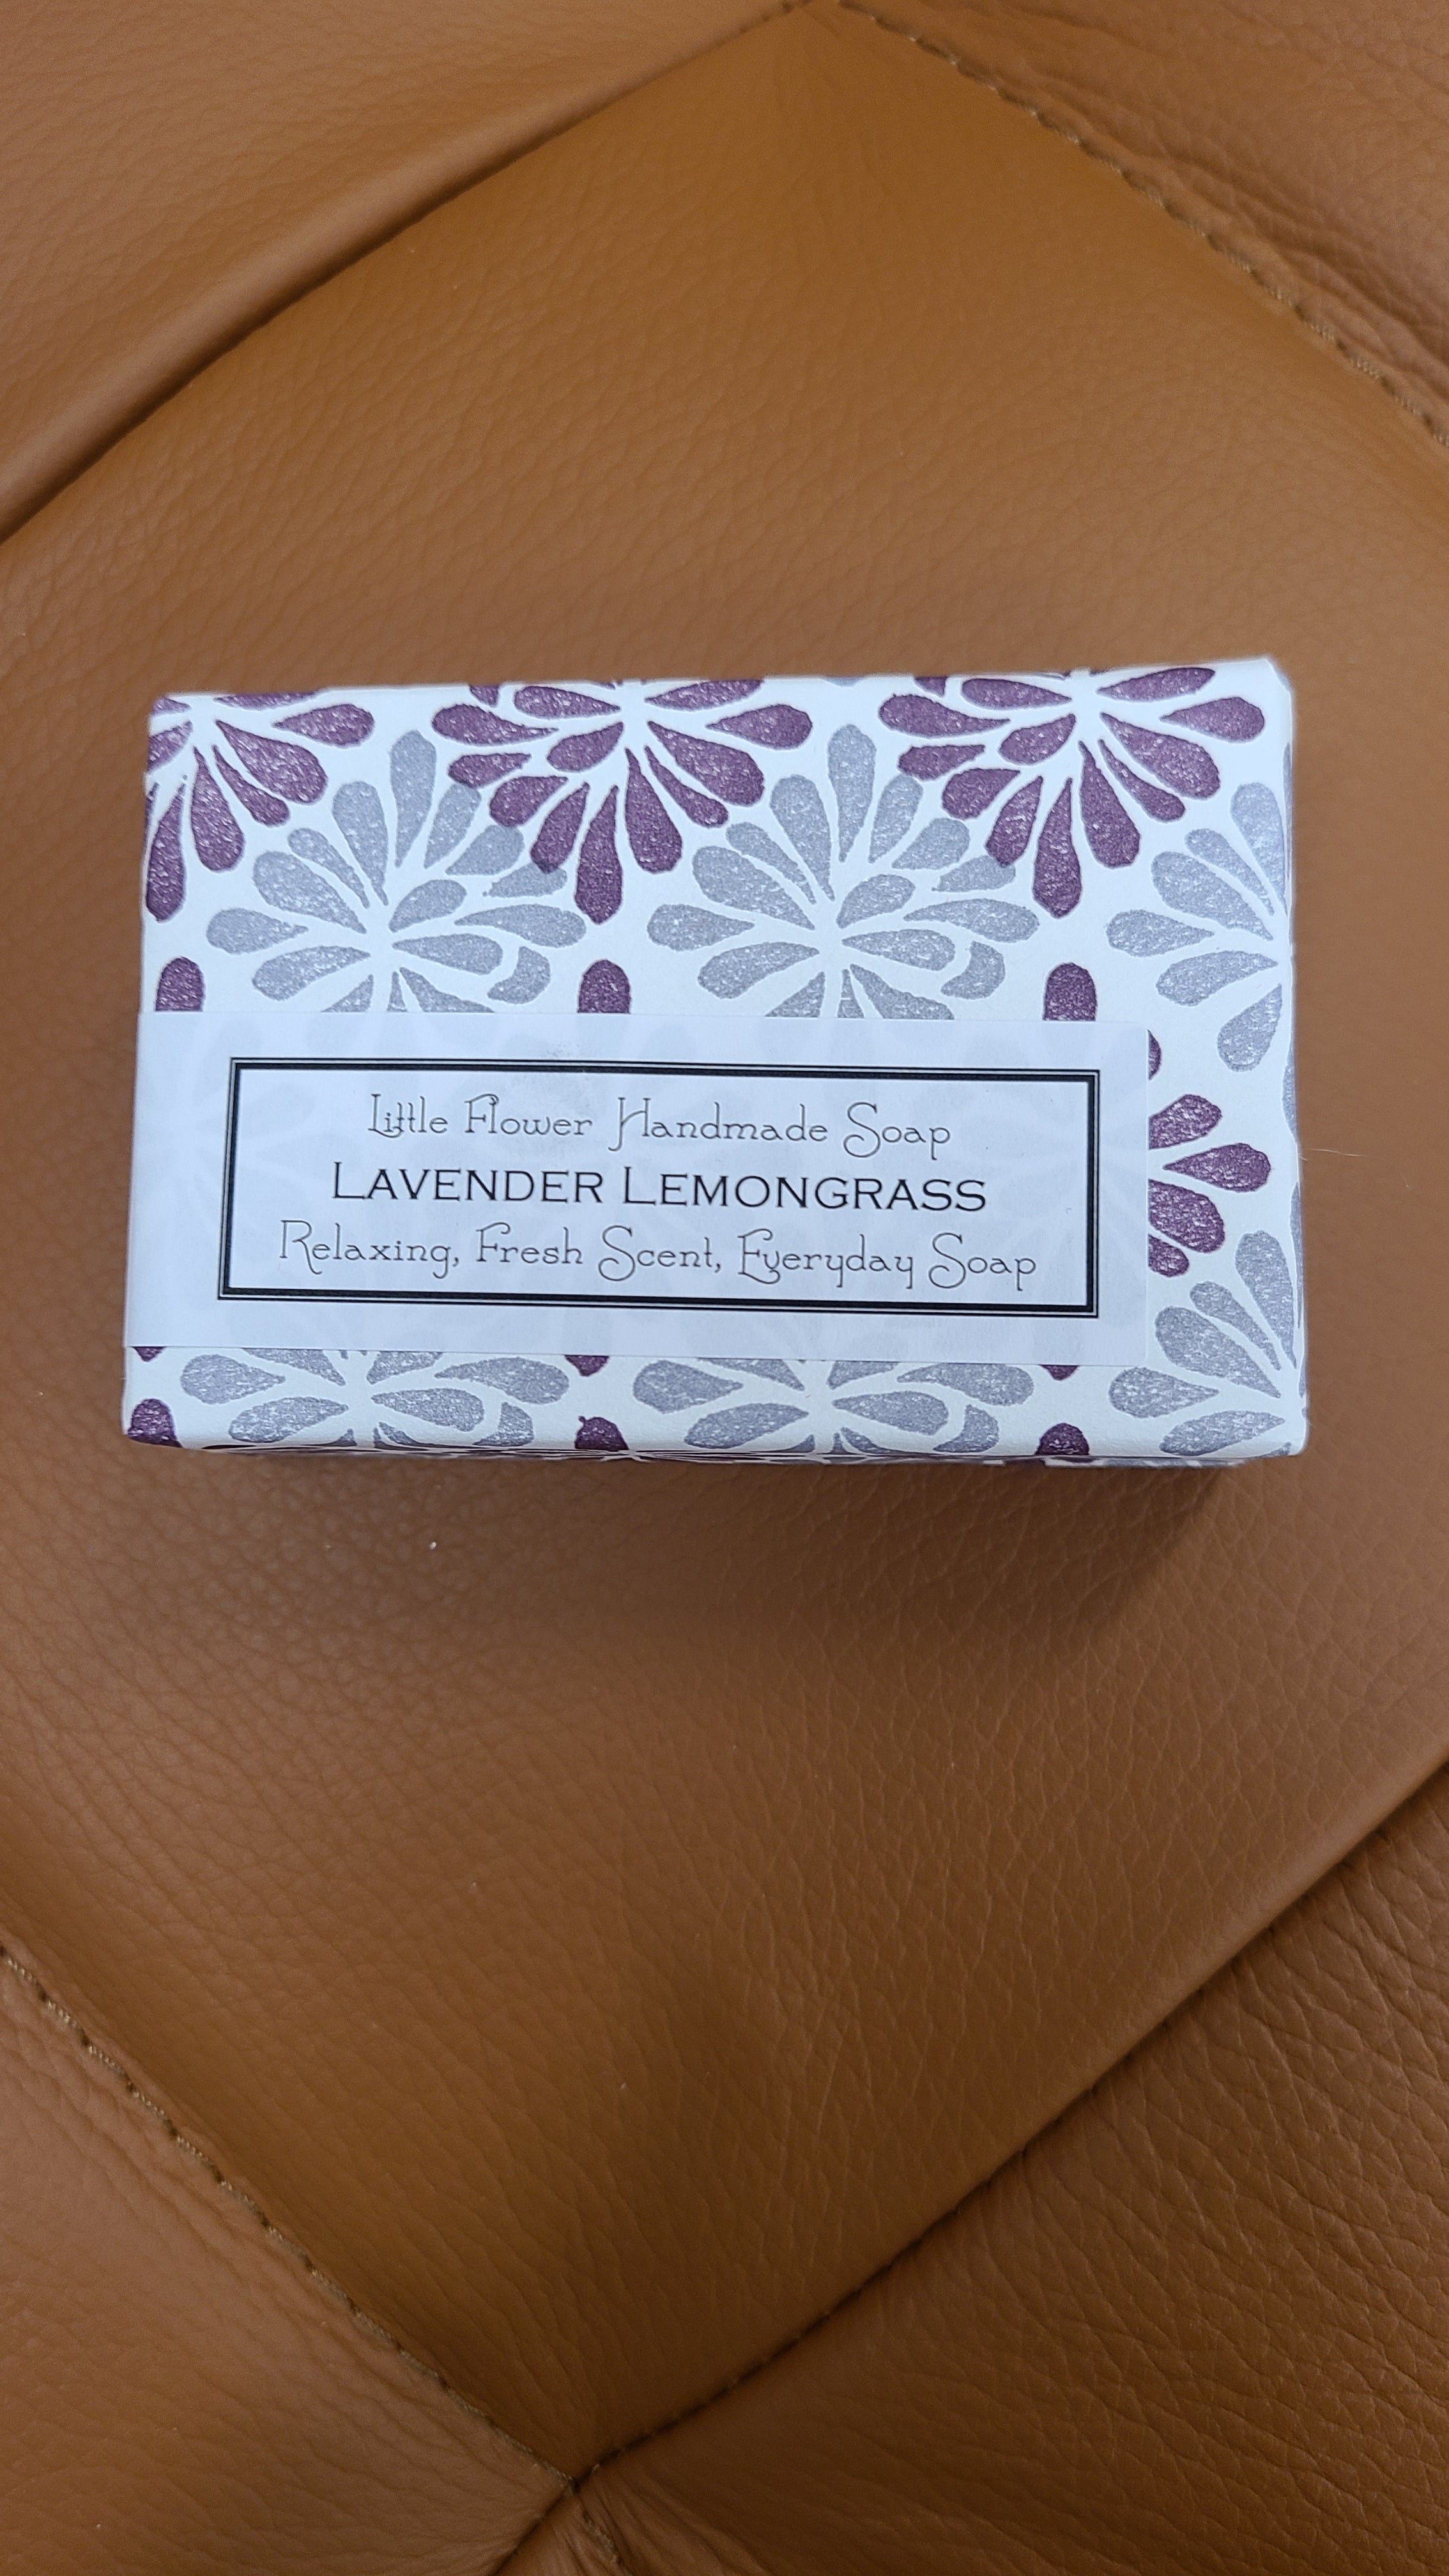 Little Flower Handmade Soap
LAVENDER LEMONGRASS
Relaxing, Fresh Scent, Everyday Soap